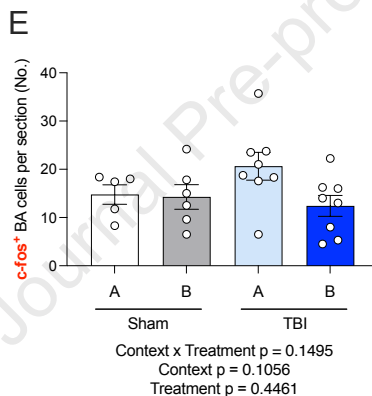 E
Journal Pre-pro
c-fos+ BA cells per section (No.)
40
30
20
10
0
A B A B
Sham TBI
Context x Treatment p = 0.1495
Context p = 0.1056
Treatment p = 0.4461